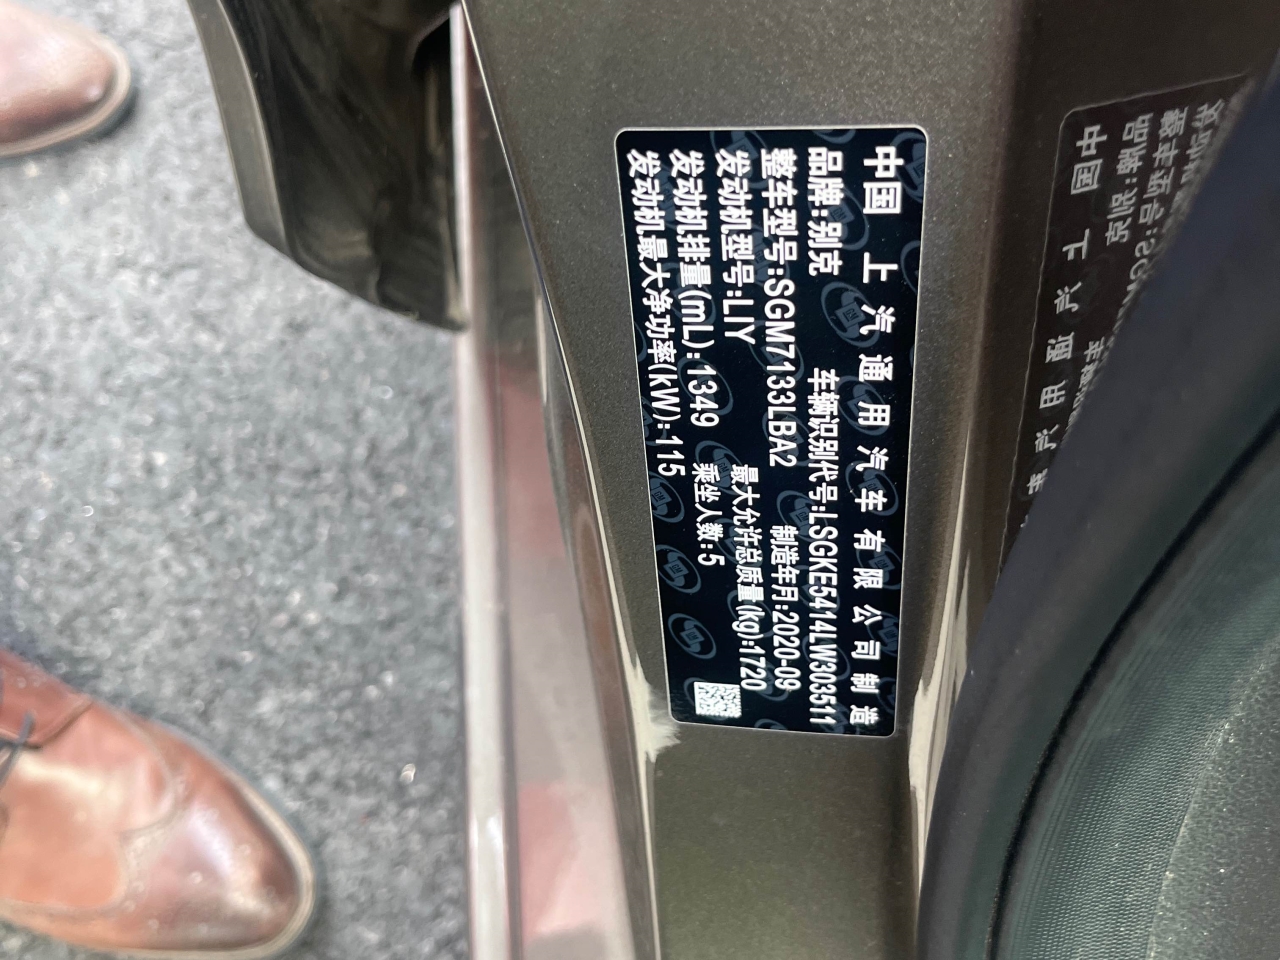 中国 上汽通用汽车有限公司制造
品牌:别克 车辆识别代号:LSGKE5414LW303511
整车型号:SGM7133LBA2 制造年月:2020-09
发动机型号:LIY 最大允许总质量(kg):1720
发动机排量(mL):1349 乘坐人数:5
发动机最大净功率(kW):115